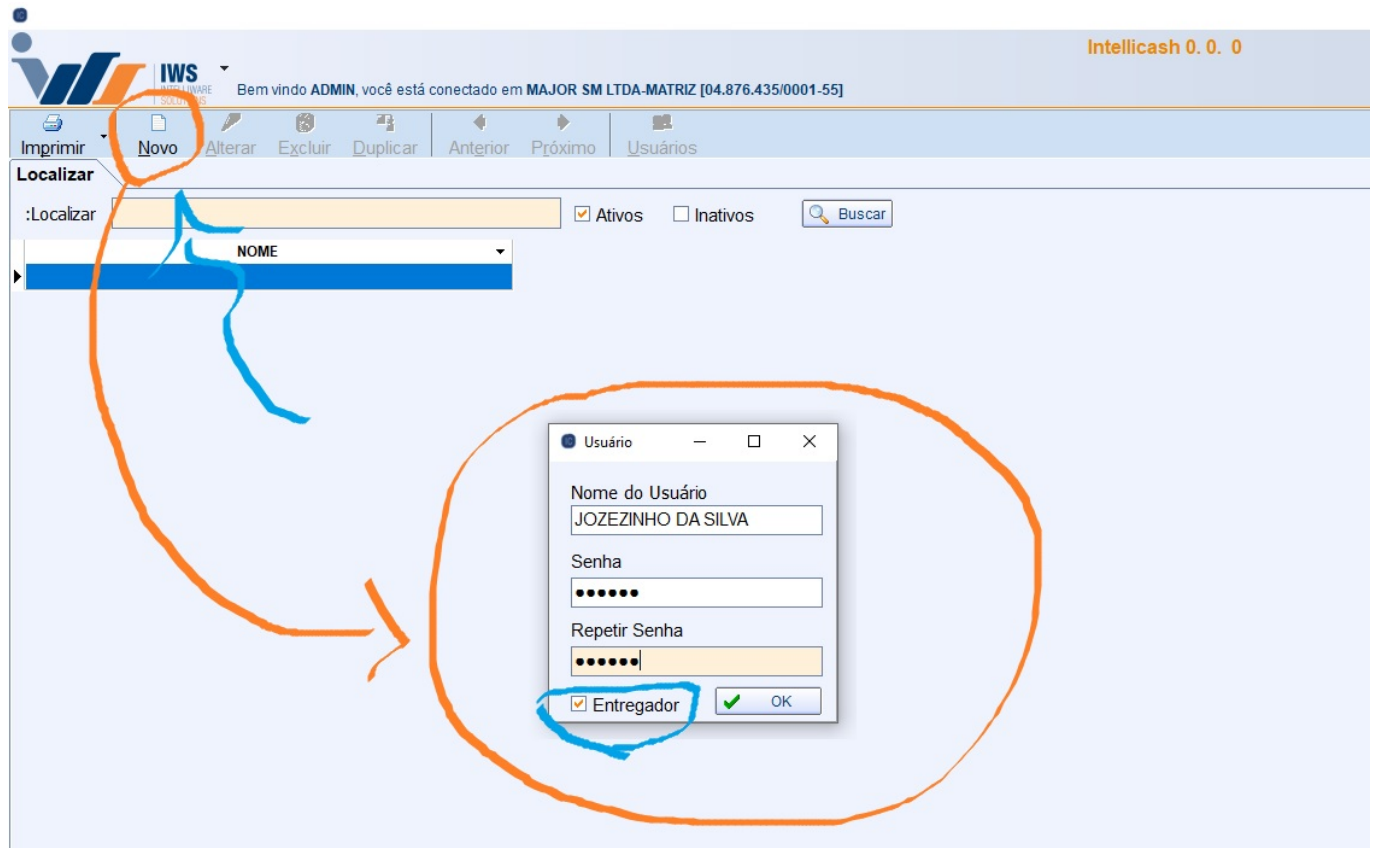 Intellicash 0. 0. 0
IWS
INTELLIWARE
SOLUTIONS
Bem vindo ADMIN, você está conectado em MAJOR SM LTDA-MATRIZ [04.876.435/0001-55]
Imprimir Novo Alterar Excluir Duplicar Anterior Próximo Usuários
Localizar
:Localizar Ativos Inativos Buscar
NOME
Usuário
Nome do Usuário
JOZEZINHO DA SILVA
Senha
●●●●●●
Repetir Senha
●●●●●●
Entregador OK